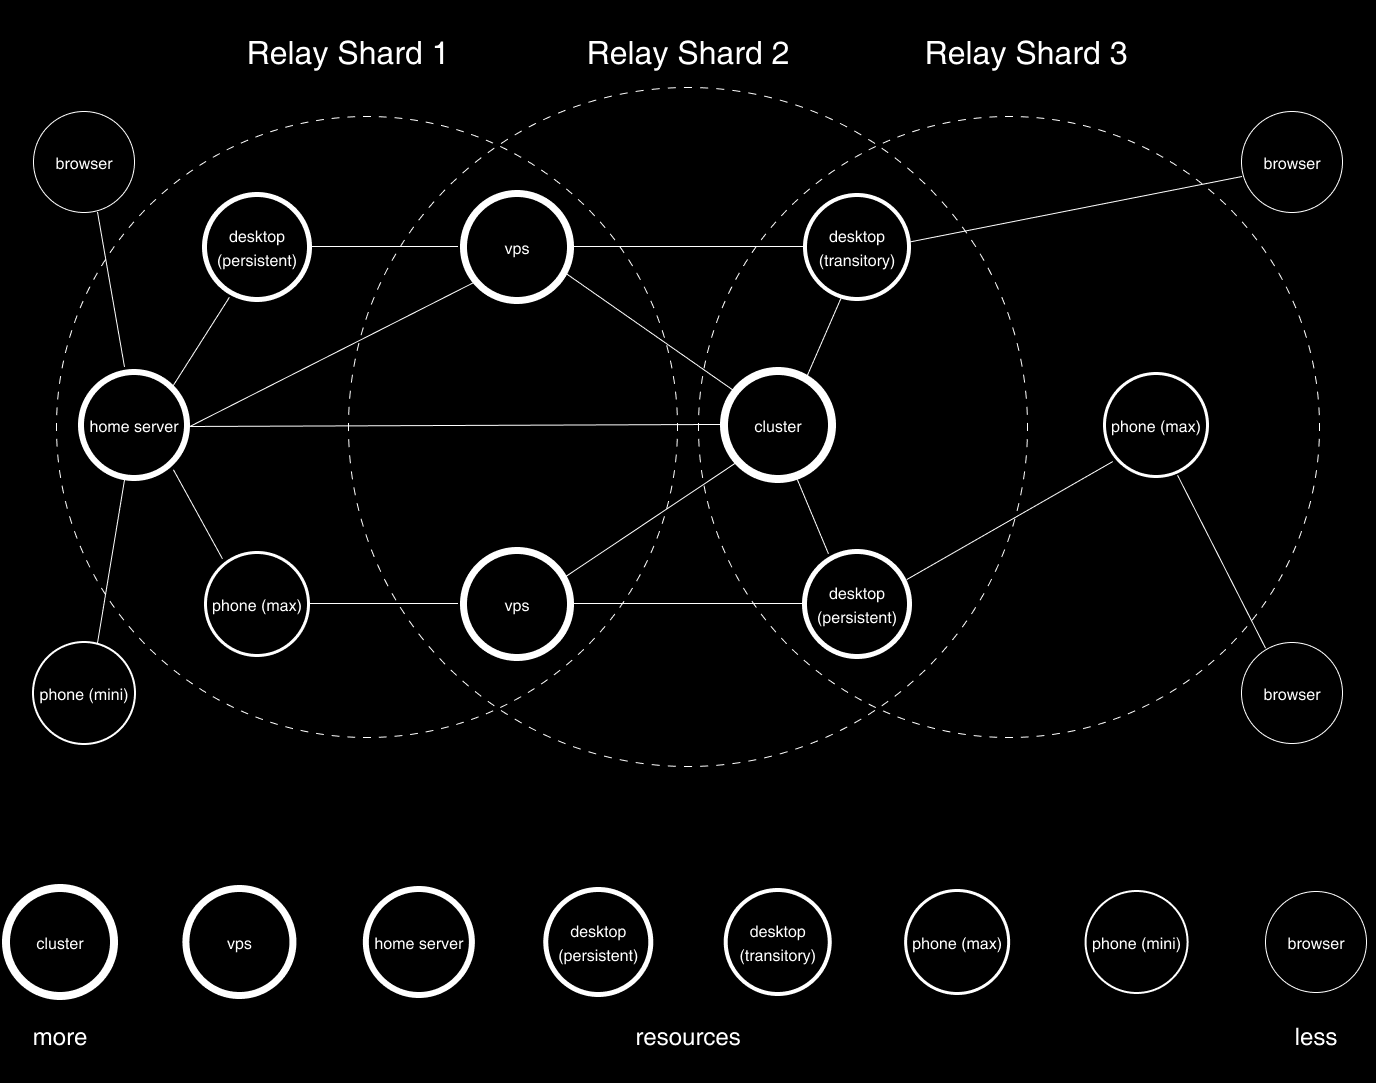 Relay Shard 1
Relay Shard 2
Relay Shard 3
browser
browser
desktop
(persistent)
vps
desktop
(transitory)
home server
cluster
phone (max)
phone (max)
vps
desktop
(persistent)
phone (mini)
browser
cluster
vps
home server
desktop
(persistent)
desktop
(transitory)
phone (max)
phone (mini)
browser
more
resources
less